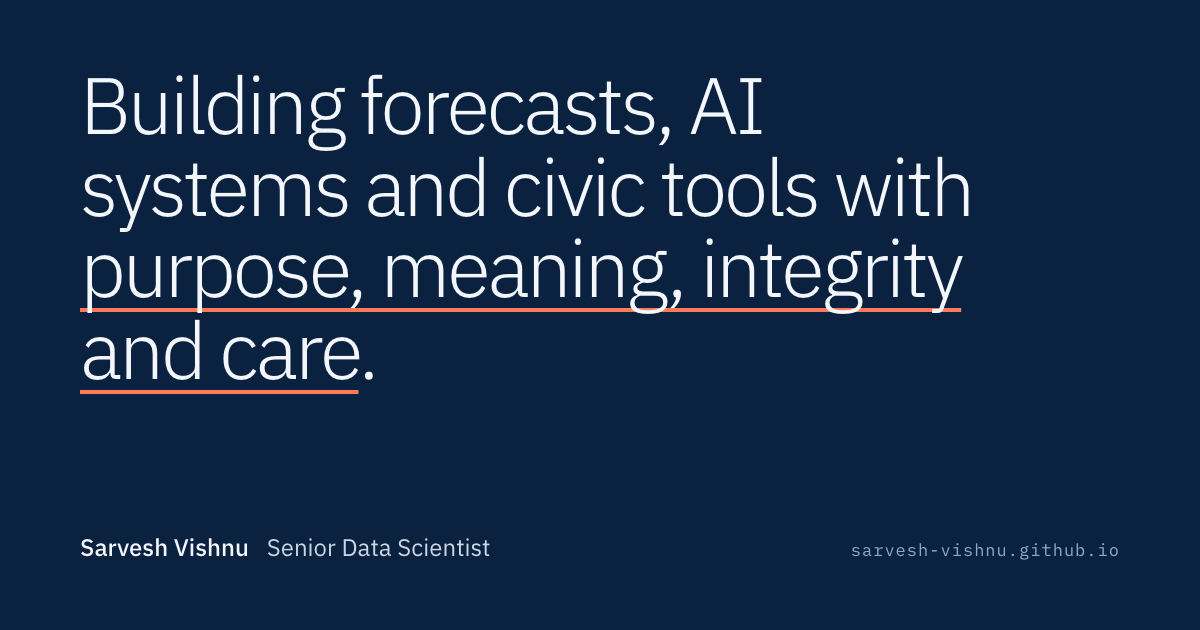 Building forecasts, AI
systems and civic tools with
purpose, meaning, integrity
and care.
Sarvesh Vishnu Senior Data Scientist
sarvesh-vishnu.github.io